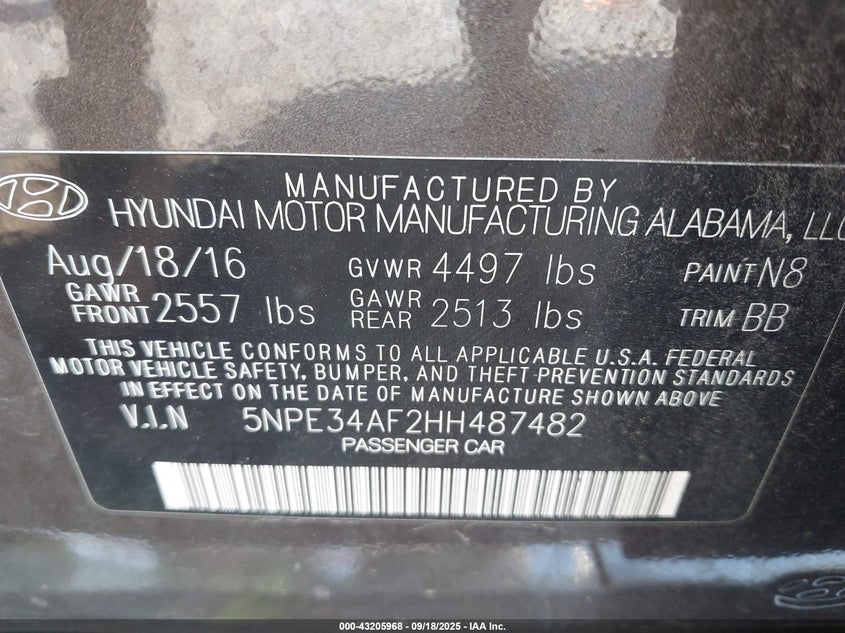 MANUFACTURED BY
HYUNDAI MOTOR MANUFACTURING ALABAMA, LLC
Aug/18/16 GVWR 4497 lbs PAINT N8
GAWR FRONT 2557 lbs GAWR REAR 2513 lbs TRIM BB
THIS VEHICLE CONFORMS TO ALL APPLICABLE U.S.A. FEDERAL
MOTOR VEHICLE SAFETY, BUMPER, AND THEFT PREVENTION STANDARDS
IN EFFECT ON THE DATE OF MANUFACTURE SHOWN ABOVE
V.I.N 5NPE34AF2HH487482
PASSENGER CAR
000-43205968 - 09/18/2025 - IAA Inc.